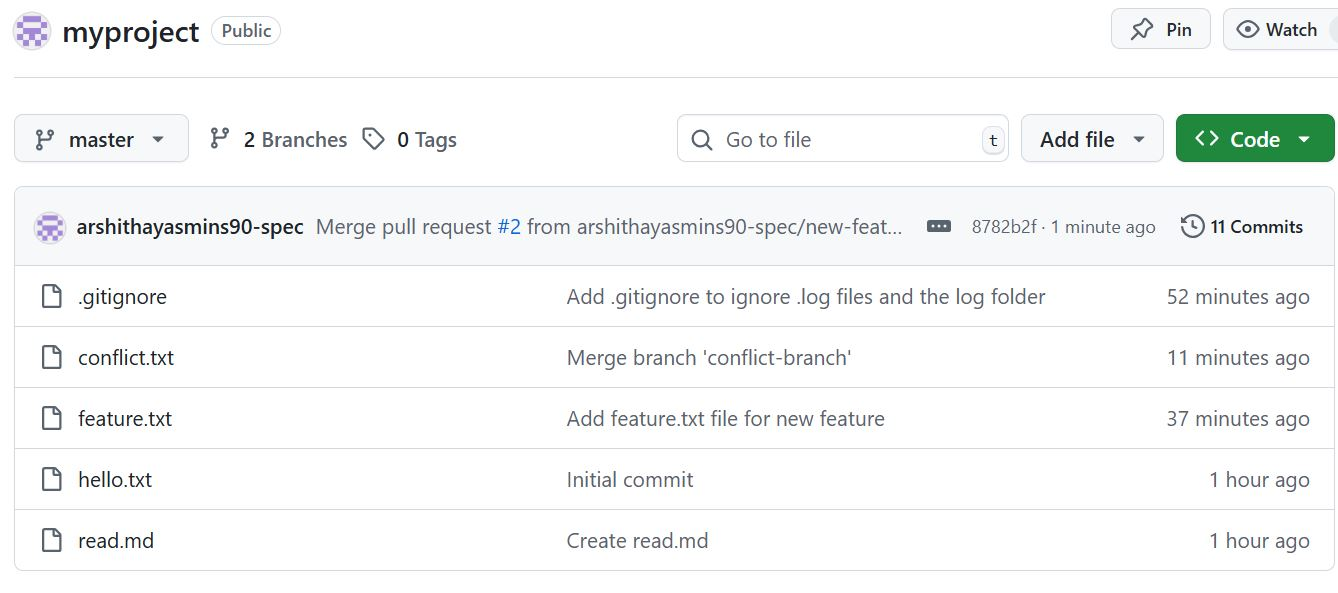 myproject Public Pin Watch
master 2 Branches 0 Tags Go to file t Add file Code
arshithayasmins90-spec Merge pull request #2 from arshithayasmins90-spec/new-feat... 8782b2f · 1 minute ago 11 Commits
.gitignore Add .gitignore to ignore .log files and the log folder 52 minutes ago
conflict.txt Merge branch 'conflict-branch' 11 minutes ago
feature.txt Add feature.txt file for new feature 37 minutes ago
hello.txt Initial commit 1 hour ago
read.md Create read.md 1 hour ago